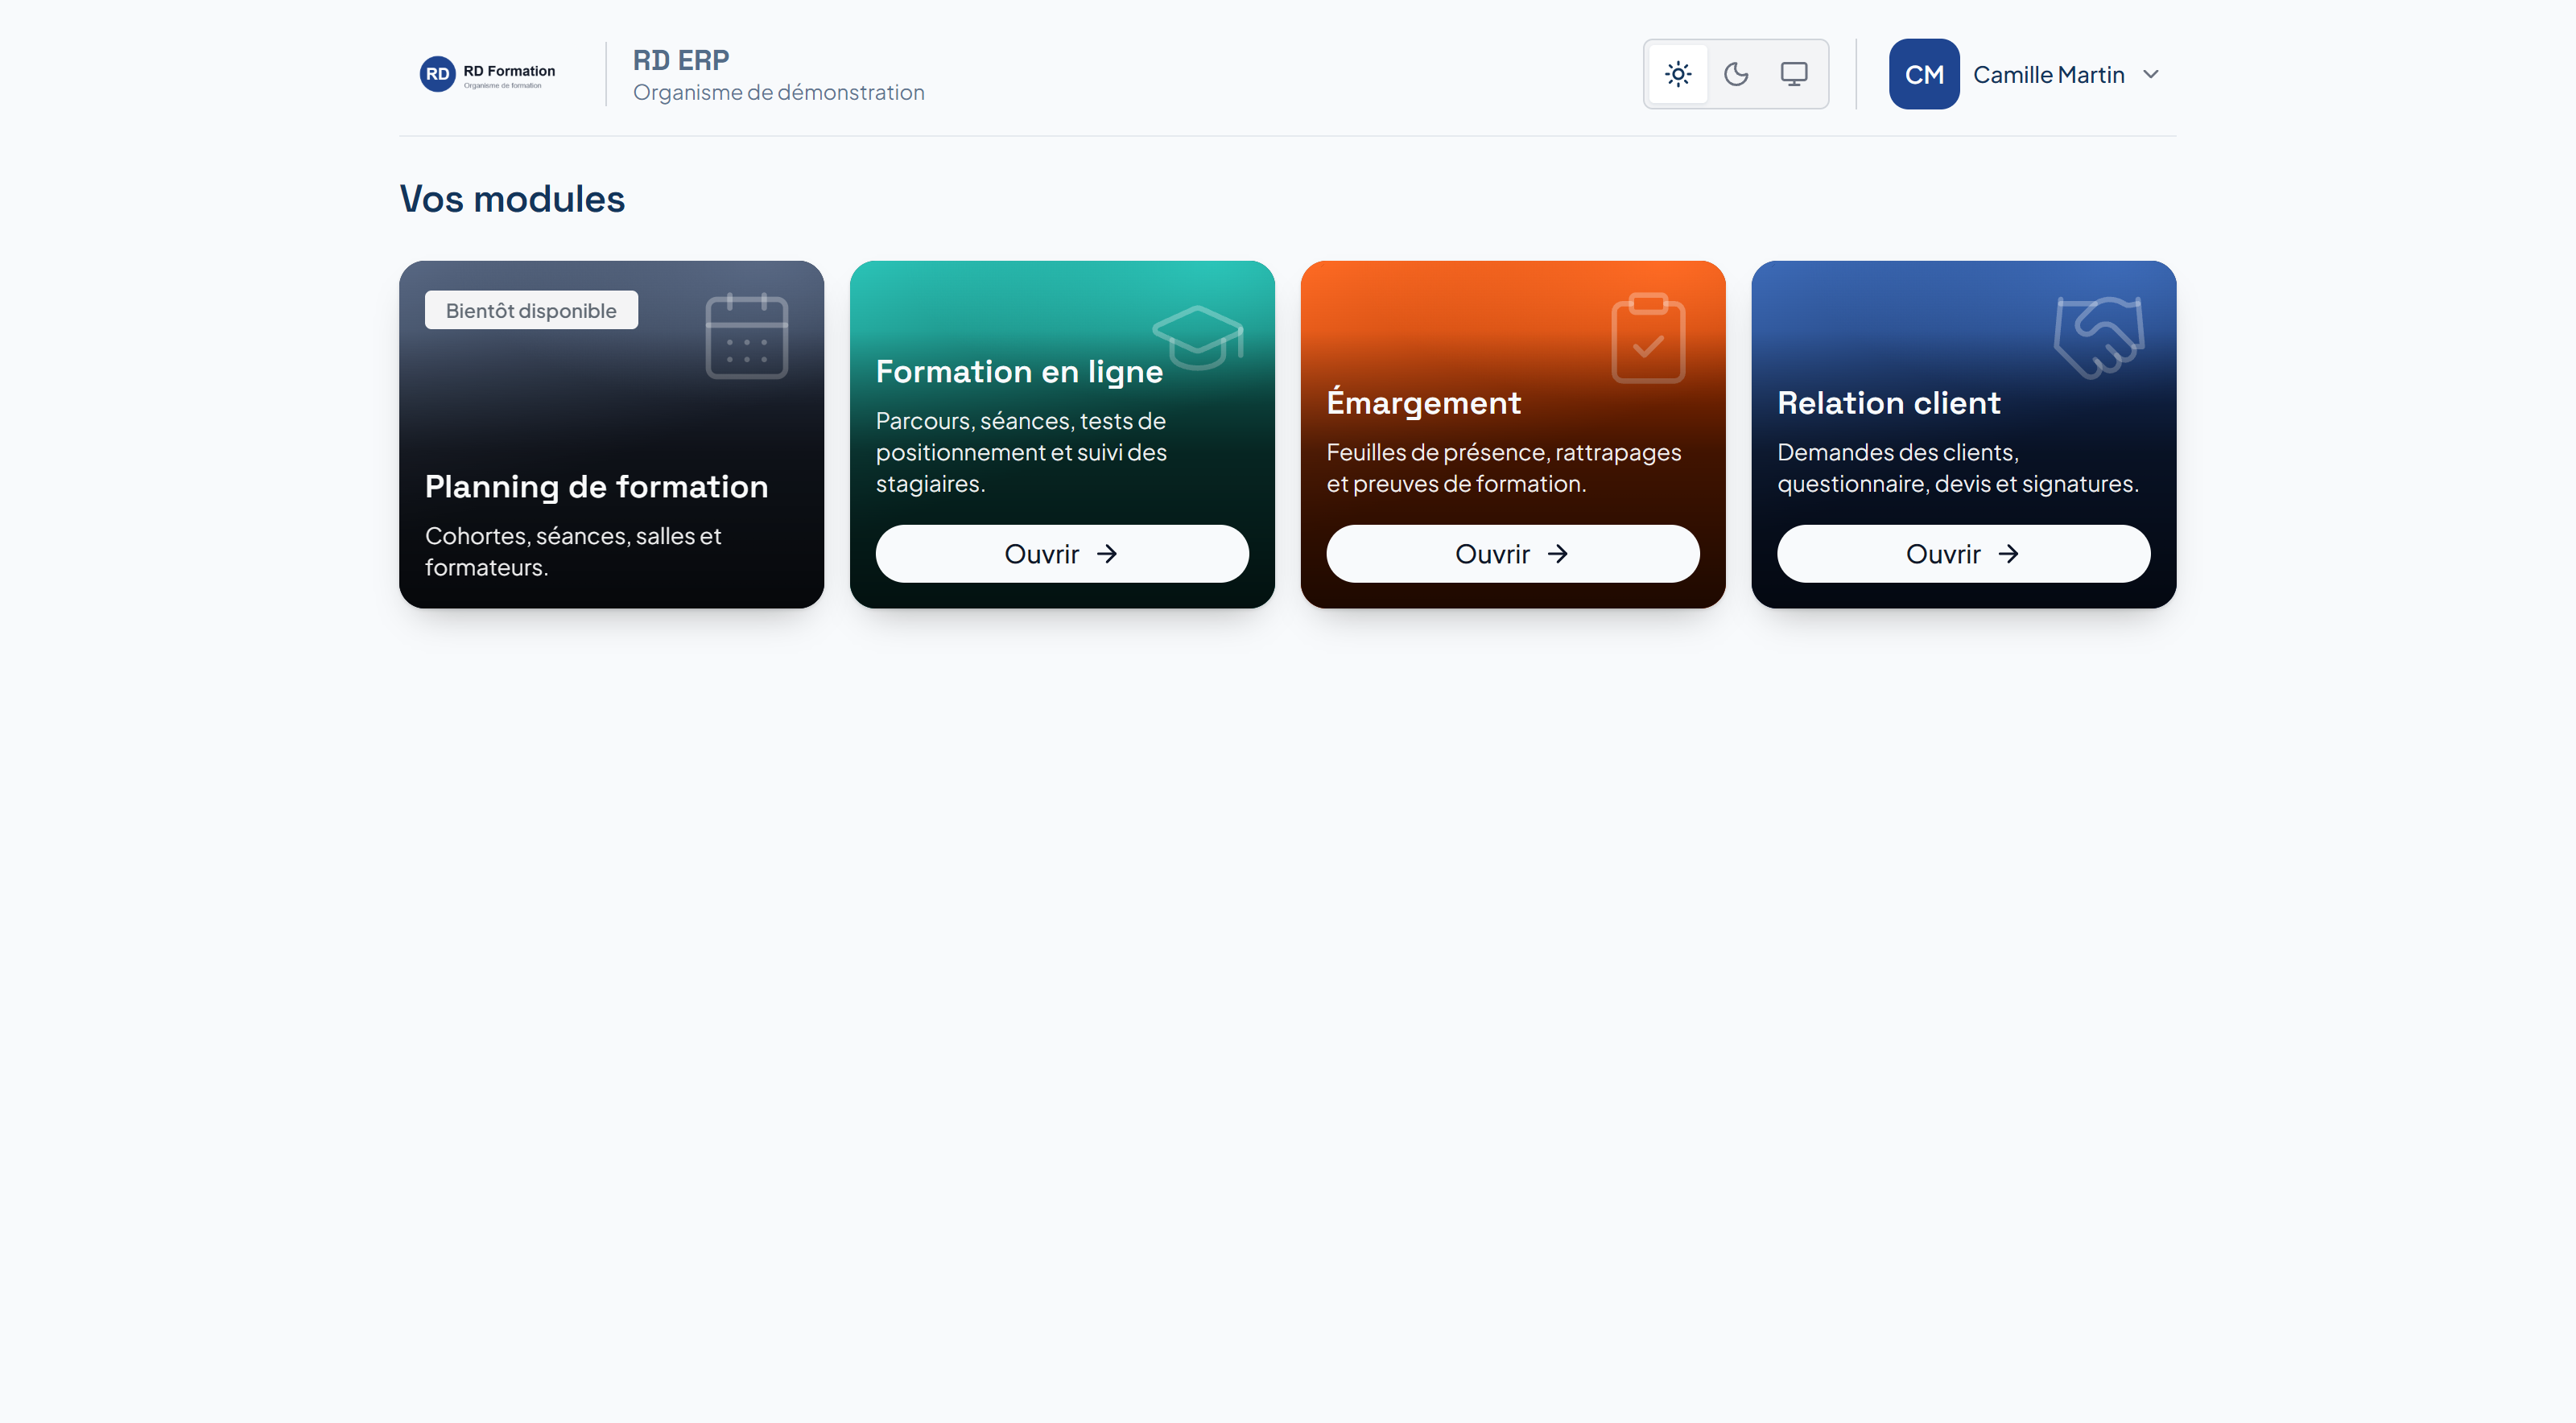 RD
RD Formation
Organisme de formation
RD ERP
Organisme de démonstration
CM
Camille Martin
Vos modules
Bientôt disponible
Planning de formation
Cohortes, séances, salles et
formateurs.
Formation en ligne
Parcours, séances, tests de
positionnement et suivi des
stagiaires.
Ouvrir
Émargement
Feuilles de présence, rattrapages
et preuves de formation.
Ouvrir
Relation client
Demandes des clients,
questionnaire, devis et signatures.
Ouvrir